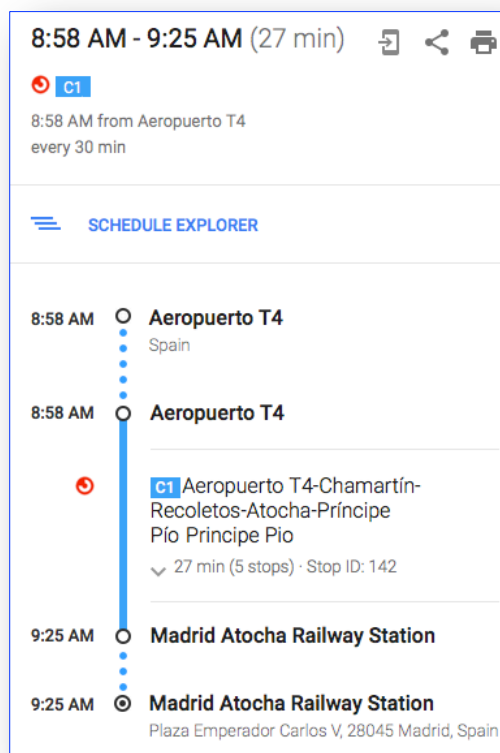 8:58 AM - 9:25 AM (27 min)
C1
8:58 AM from Aeropuerto T4
every 30 min
SCHEDULE EXPLORER
8:58 AM Aeropuerto T4
Spain
8:58 AM Aeropuerto T4
C1 Aeropuerto T4-Chamartín-
Recoletos-Atocha-Príncipe
Pío Principe Pio
27 min (5 stops) · Stop ID: 142
9:25 AM Madrid Atocha Railway Station
9:25 AM Madrid Atocha Railway Station
Plaza Emperador Carlos V, 28045 Madrid, Spain